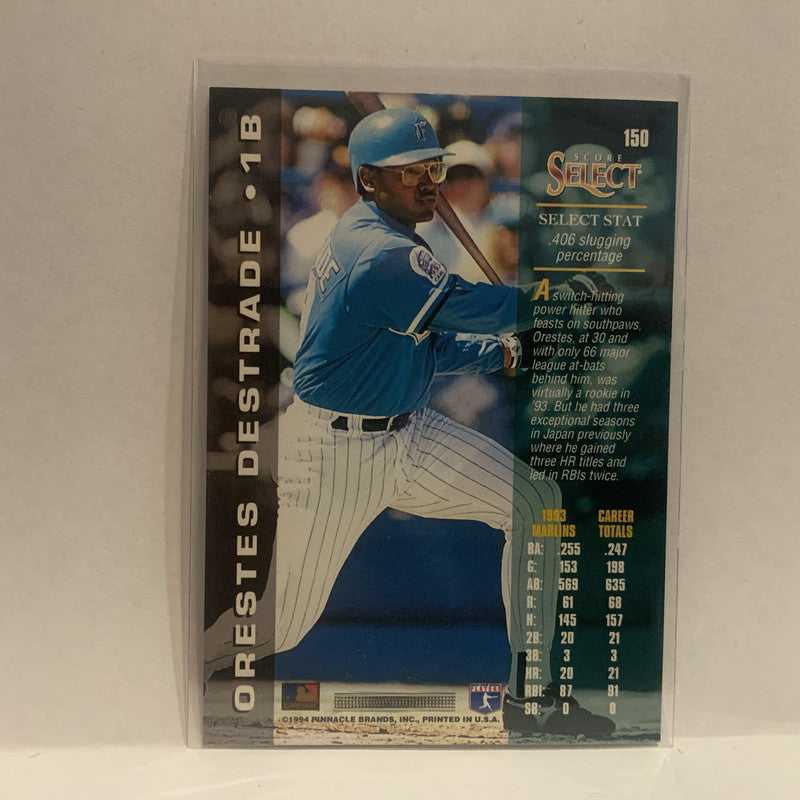 ORESTES DESTRADE • 1B
F
150
SCORE
SELECT
SELECT STAT
.406 slugging
percentage
A switch-hitting
power hitter who
feasts on southpaws,
Orestes, at 30 and
with only 66 major
league at-bats
behind him, was
virtually a rookie in
'93. But he had three
exceptional seasons
in Japan previously
where he gained
three HR titles and
led in RBIs twice.
1993 CAREER
MARLINS TOTALS
BA: .255 .247
G: 153 198
AB: 569 635
R: 61 68
H: 145 157
2B: 20 21
3B: 3 3
HR: 20 21
RBI: 87 91
SB: 0 0
PLAYERS
©1994 PINNACLE BRANDS, INC., PRINTED IN U.S.A.